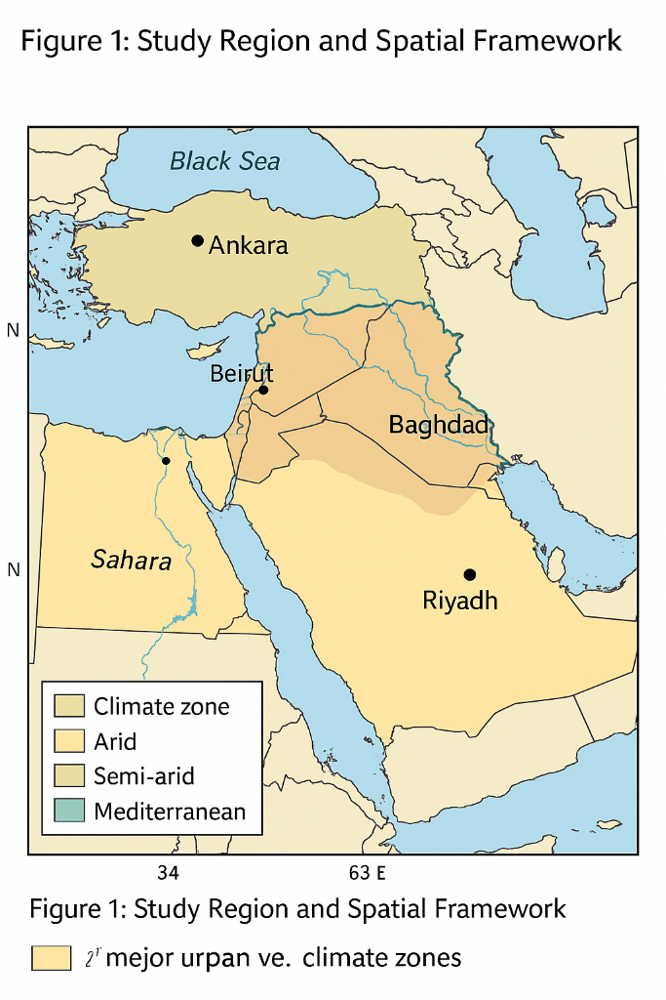 Figure 1: Study Region and Spatial Framework
Black Sea
Ankara
N
Beirut
Baghdad
N
Sahara
Riyadh
Climate zone
Arid
Semi-arid
Mediterranean
34
63 E
Figure 1: Study Region and Spatial Framework
mejor urpan ve. climate zones